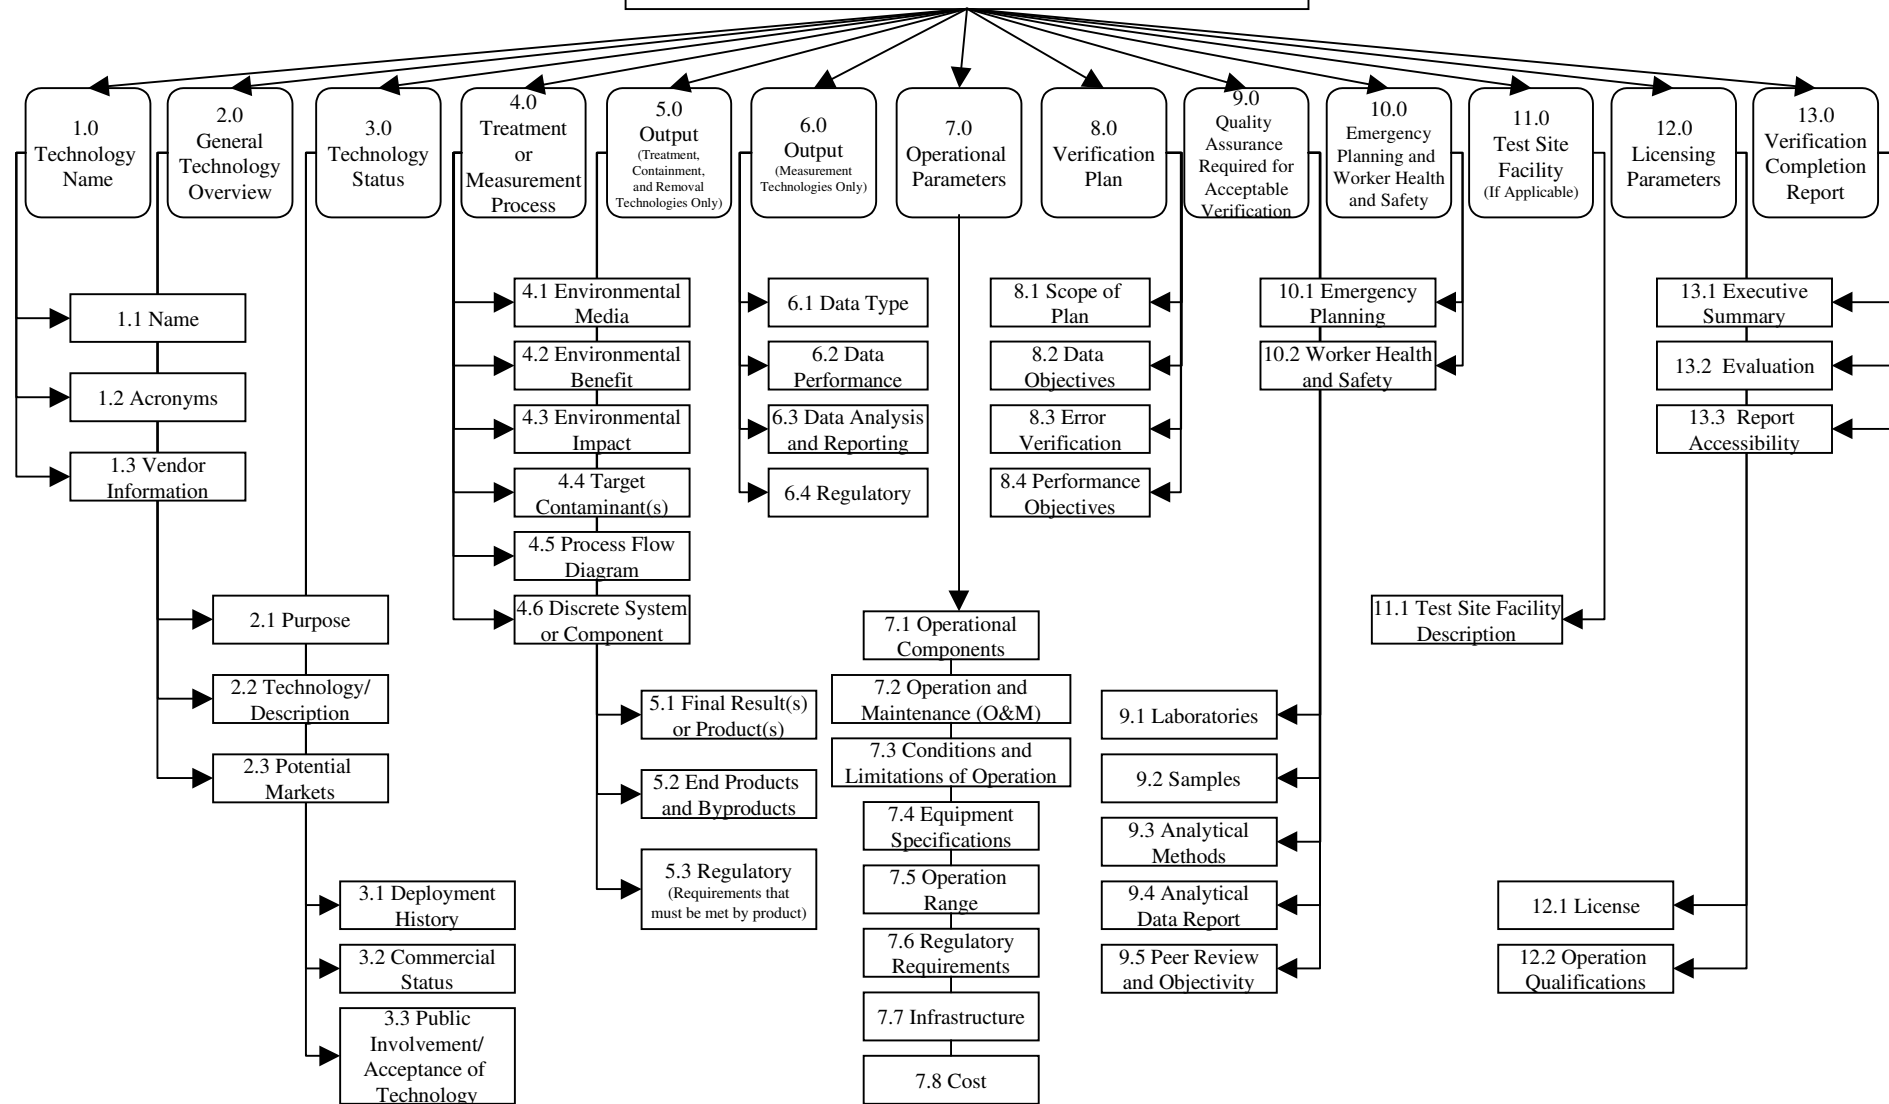 1.0
Technology
Name
2.0
General
Technology
Overview
3.0
Technology
Status
4.0
Treatment
or
Measurement
Process
5.0
Output
(Treatment,
Containment,
and Removal
Technologies Only)
6.0
Output
(Measurement
Technologies Only)
7.0
Operational
Parameters
8.0
Verification
Plan
9.0
Quality
Assurance
Required for
Acceptable
Verification
10.0
Emergency
Planning and
Worker Health
and Safety
11.0
Test Site
Facility
(If Applicable)
12.0
Licensing
Parameters
13.0
Verification
Completion
Report
1.1 Name
1.2 Acronyms
1.3 Vendor
Information
2.1 Purpose
2.2 Technology/
Description
2.3 Potential
Markets
3.1 Deployment
History
3.2 Commercial
Status
3.3 Public
Involvement/
Acceptance of
Technology
4.1 Environmental
Media
4.2 Environmental
Benefit
4.3 Environmental
Impact
4.4 Target
Contaminant(s)
4.5 Process Flow
Diagram
4.6 Discrete System
or Component
5.1 Final Result(s)
or Product(s)
5.2 End Products
and Byproducts
5.3 Regulatory
(Requirements that
must be met by product)
6.1 Data Type
6.2 Data
Performance
6.3 Data Analysis
and Reporting
6.4 Regulatory
7.1 Operational
Components
7.2 Operation and
Maintenance (O&M)
7.3 Conditions and
Limitations of Operation
7.4 Equipment
Specifications
7.5 Operation
Range
7.6 Regulatory
Requirements
7.7 Infrastructure
7.8 Cost
8.1 Scope of
Plan
8.2 Data
Objectives
8.3 Error
Verification
8.4 Performance
Objectives
9.1 Laboratories
9.2 Samples
9.3 Analytical
Methods
9.4 Analytical
Data Report
9.5 Peer Review
and Objectivity
10.1 Emergency
Planning
10.2 Worker Health
and Safety
11.1 Test Site Facility
Description
12.1 License
12.2 Operation
Qualifications
13.1 Executive
Summary
13.2 Evaluation
13.3 Report
Accessibility